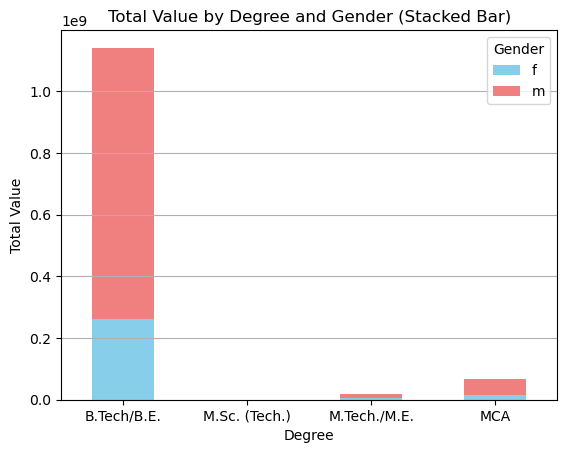 Total Value by Degree and Gender (Stacked Bar)
1e9
Gender
f
m
1.0
0.8
0.6
0.4
0.2
0.0
Total Value
B.Tech/B.E.
M.Sc. (Tech.)
M.Tech./M.E.
MCA
Degree